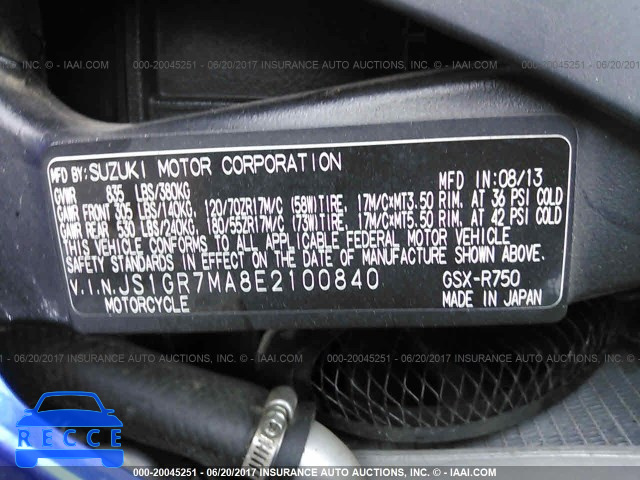 000-20045251 - 06/20/2017 INSURANCE AUTO AUCTIONS, INC. - IAAI.COM
MFD BY: SUZUKI MOTOR CORPORATION
MFD IN: 08/13
GVWR 835 LBS/380KG
GAWR FRONT 305 LBS/140KG, 120/70ZR17M/C (58W)TIRE, 17M/C×MT3.50 RIM, AT 36 PSI COLD
GAWR REAR 530 LBS/240KG, 180/55ZR17M/C (73W)TIRE, 17M/C×MT5.50 RIM, AT 42 PSI COLD
THIS VEHICLE CONFORMS TO ALL APPLICABLE FEDERAL MOTOR VEHICLE
SAFETY STANDARDS IN EFFECT ON THE DATE OF MANUFACTURE SHOWN ABOVE.
V.I.N. JS1GR7MA8E2100840 GSX-R750
MOTORCYCLE MADE IN JAPAN
000-20045251 - 06/20/2017 INSURANCE AUTO AUCTIONS, INC. - IAAI.COM
RECCE
000-20045251 - 06/20/2017 INSURANCE AUTO AUCTIONS, INC. - IAAI.COM